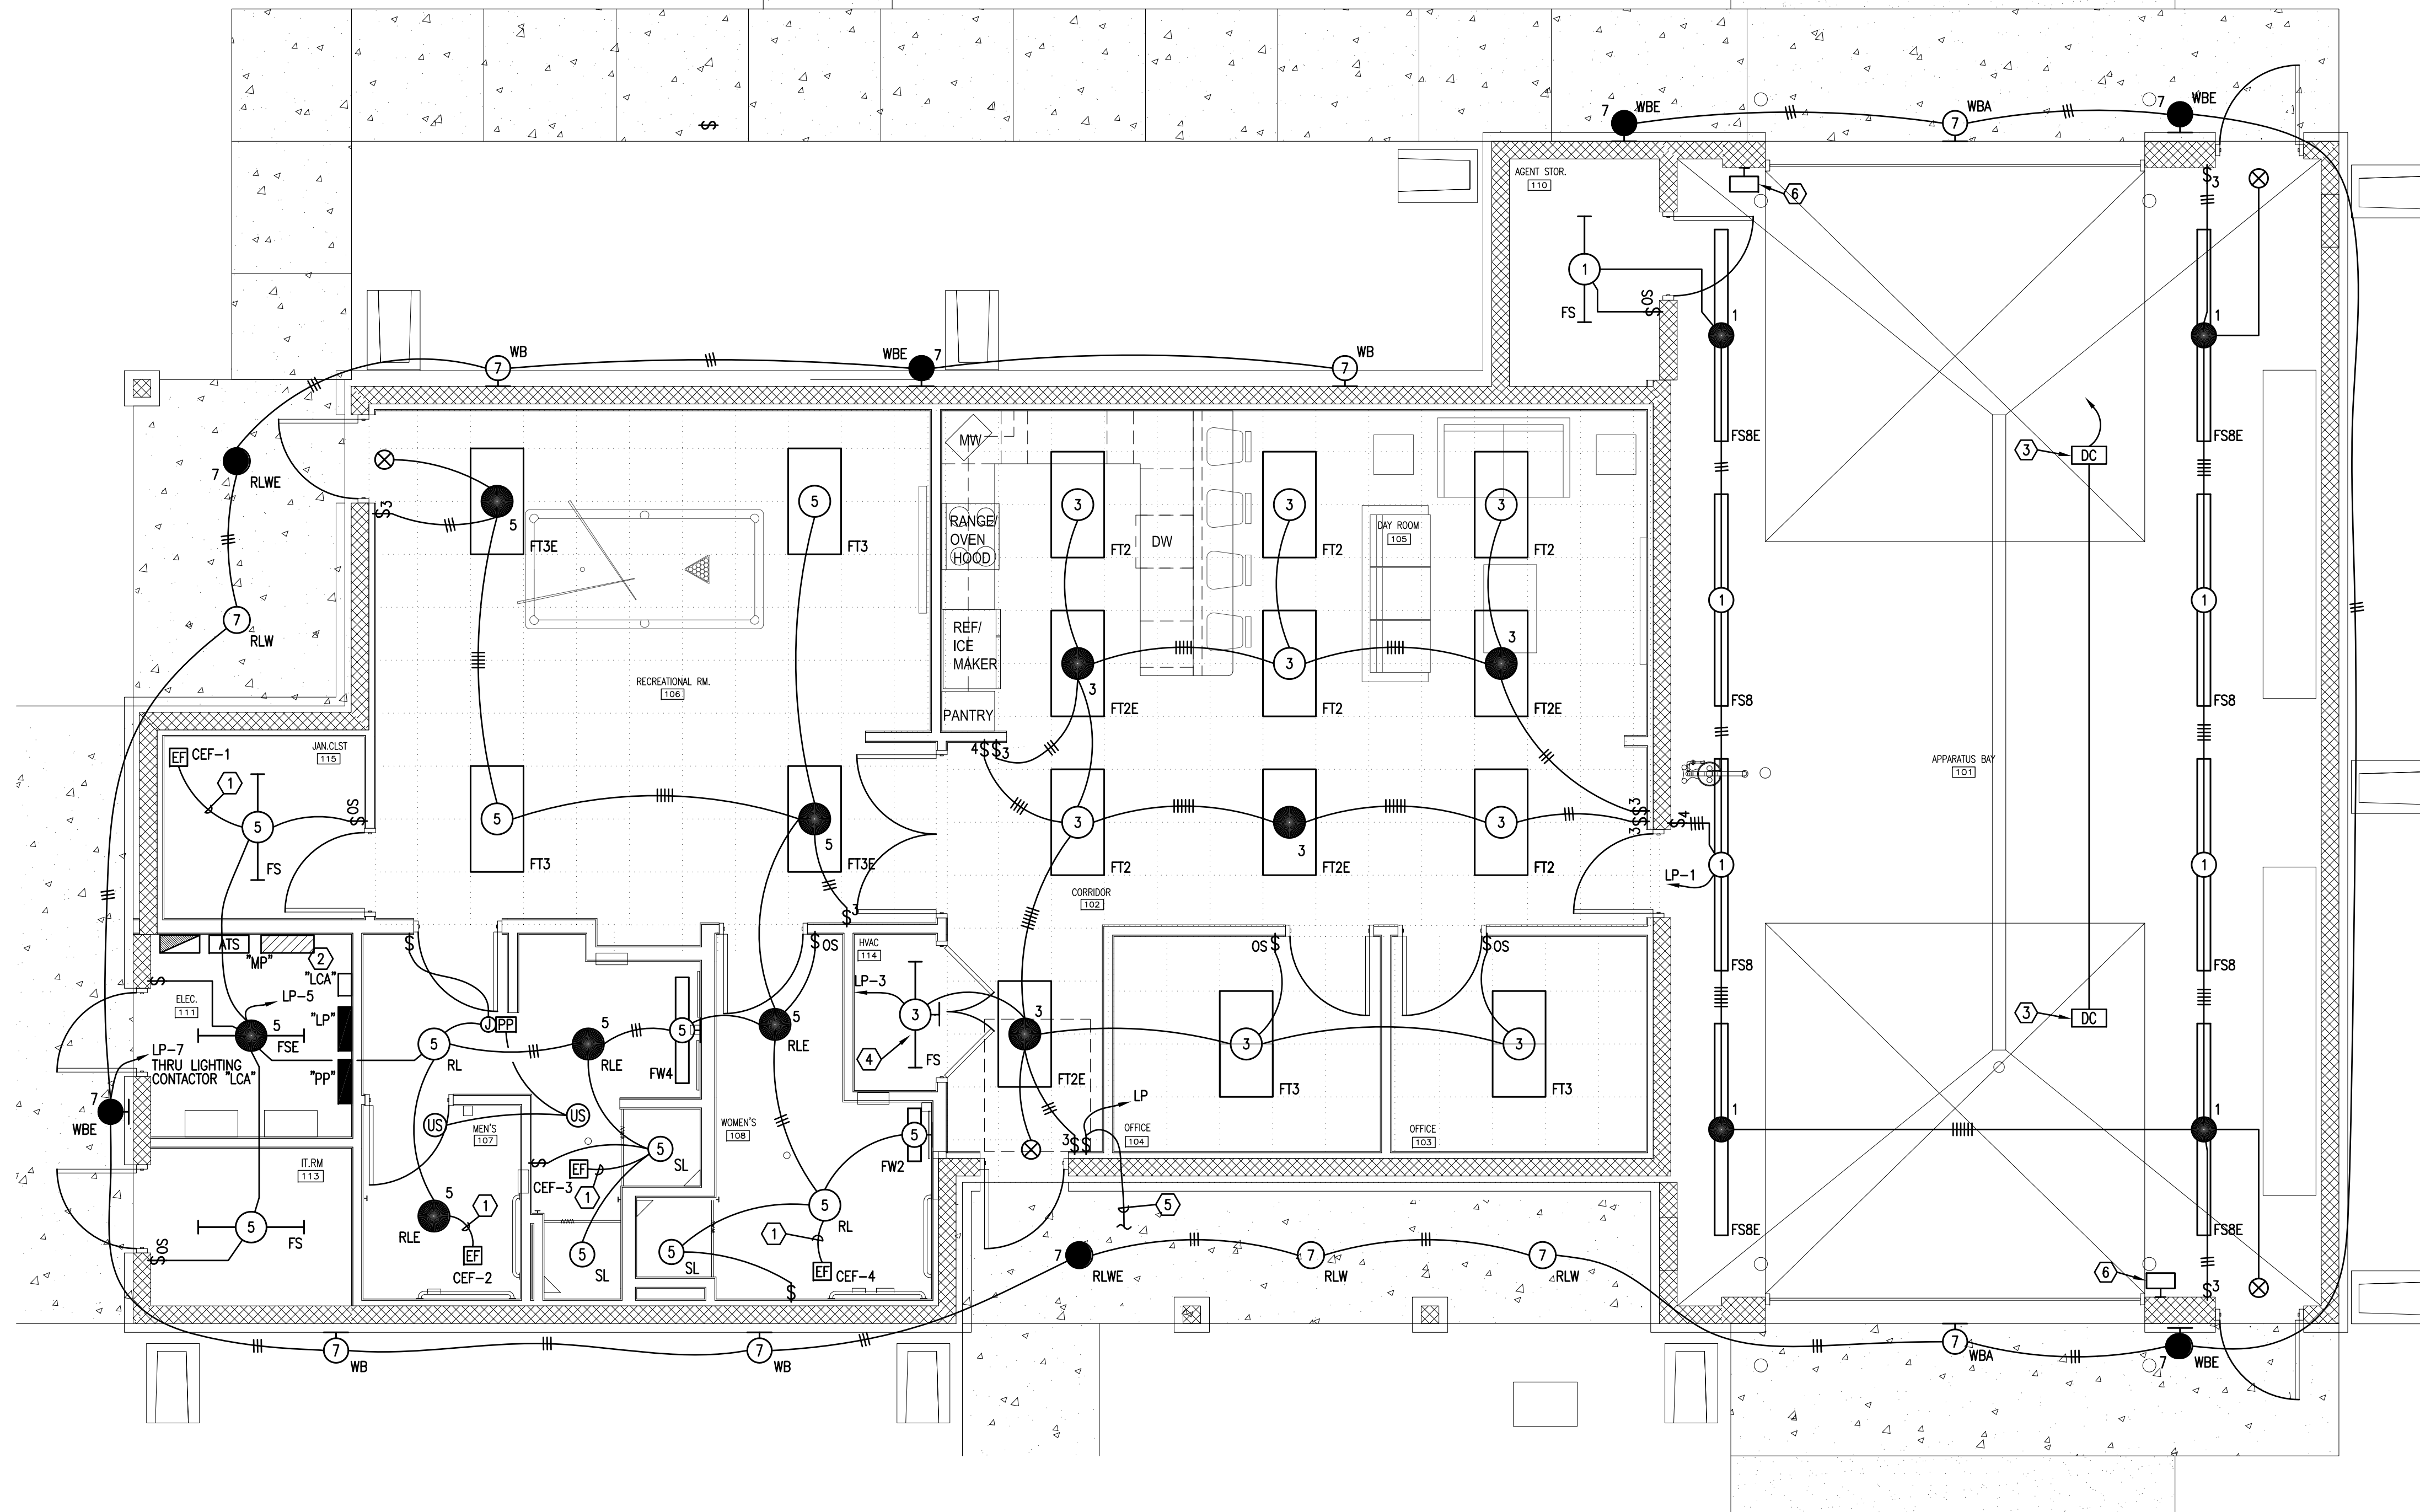 $
7
WBE
7
WBA
7
WBE
AGENT STOR.
110
6
$3
1
FS
$OS
1
1
7
WB
WBE
7
7
WB
MW
FS8E
FS8E
3
DC
7
RLWE
$3
5
FT3E
5
FT3
RANGE/
OVEN
HOOD
3
FT2
DW
3
FT2
DAY ROOM
105
3
FT2
7
RLW
REF/
ICE
MAKER
3
FT2E
3
FT2
3
FT2E
1
FS8
1
FS8
RECREATIONAL RM.
106
PANTRY
4$$3
EF
CEF-1
JAN.CLST
115
1
5
FS
$OS
5
FT3
5
FT3E
$3
3
FT2
3
FT2E
3
FT2
$$3
3$$
$4
LP-1
1
FS8
1
FS8
APPARATUS BAY
101
CORRIDOR
102
ATS
"MP"
2
"LCA"
$
$
$OS
HVAC
114
OS$
$OS
ELEC.
111
LP-5
"LP"
5
FSE
J
PP
5
RL
5
RLE
5
FW4
5
RLE
LP-3
3
FS
4
3
FT2E
3
FT3
3
FT3
3
DC
LP-7
THRU LIGHTING
CONTACTOR "LCA"
"PP"
7
WBE
US
US
MEN'S
107
WOMEN'S
108
5
FW2
LP
3$$
OFFICE
104
OFFICE
103
1
FS8E
1
FS8E
IT.RM
113
$
EF
CEF-3
1
5
SL
5
FS
$OS
5
RLE
1
EF
CEF-2
5
SL
5
SL
1
5
RL
EF
CEF-4
$
5
7
RLWE
7
RLW
7
RLW
6
$3
7
WB
7
WB
7
WBA
7
WBE